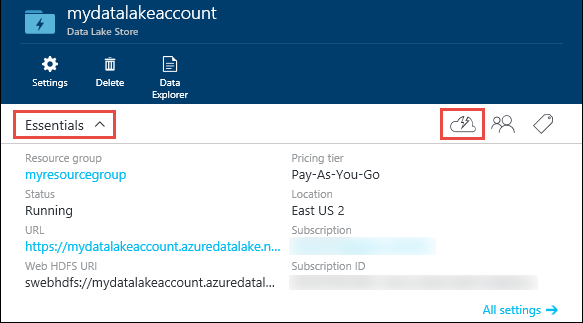 mydatalakeaccount
Data Lake Store
Settings
Delete
Data
Explorer
Essentials
Resource group
myresourcegroup
Pricing tier
Pay-As-You-Go
Status
Running
Location
East US 2
URL
https://mydatalakeaccount.azuredatalake.n...
Subscription
Web HDFS URI
swebhdfs://mydatalakeaccount.azuredatal...
Subscription ID
All settings